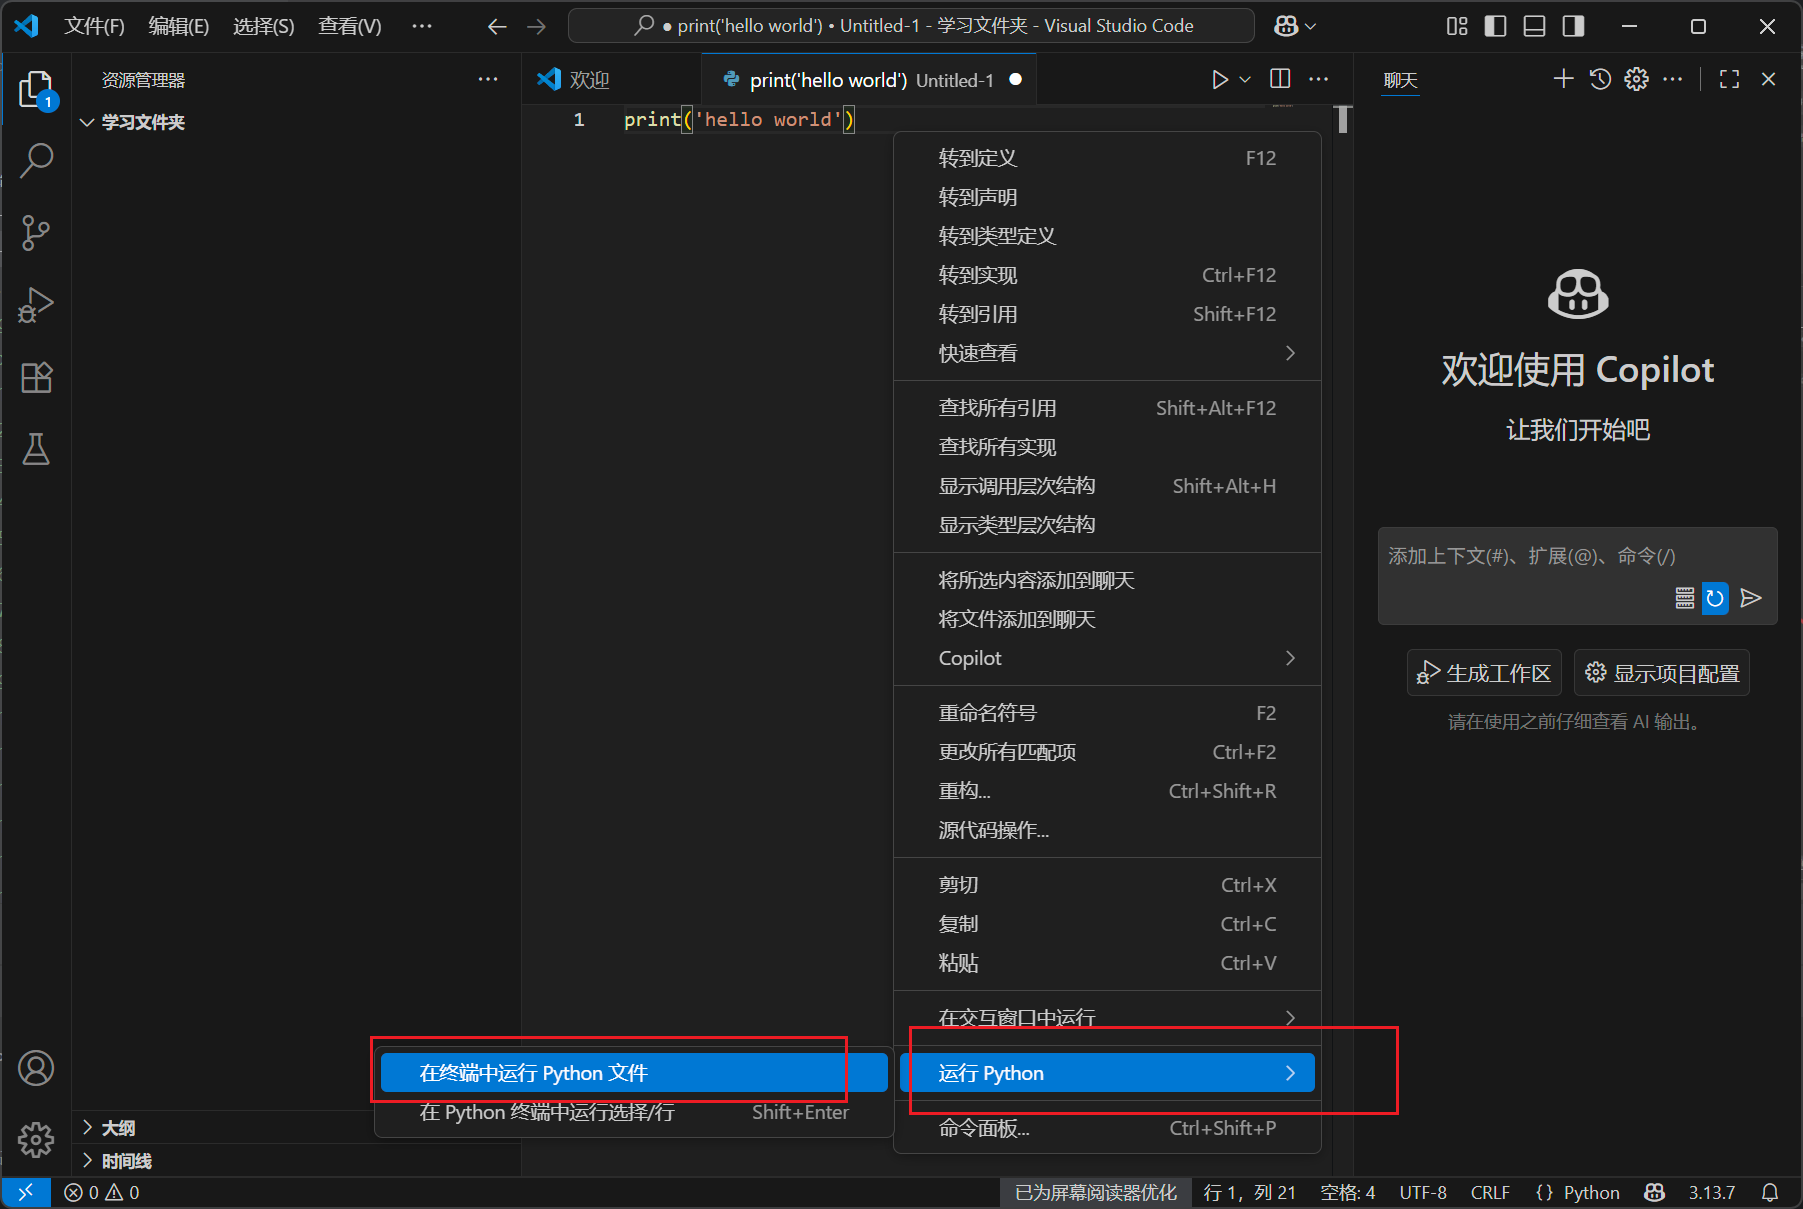 文件(F) 编辑(E) 选择(S) 查看(V) ··· print('hello world') • Untitled-1 - 学习文件夹 - Visual Studio Code
资源管理器 ···
1
学习文件夹
欢迎 print('hello world') Untitled-1
1 print('hello world')
转到定义 F12
转到声明
转到类型定义
转到实现 Ctrl+F12
转到引用 Shift+F12
快速查看
查找所有引用 Shift+Alt+F12
查找所有实现
显示调用层次结构 Shift+Alt+H
显示类型层次结构
将所选内容添加到聊天
将文件添加到聊天
Copilot
重命名符号 F2
更改所有匹配项 Ctrl+F2
重构... Ctrl+Shift+R
源代码操作...
剪切 Ctrl+X
复制 Ctrl+C
粘贴 Ctrl+V
在交互窗口中运行
运行 Python
命令面板... Ctrl+Shift+P
在终端中运行 Python 文件
在 Python 终端中运行选择/行 Shift+Enter
聊天
欢迎使用 Copilot
让我们开始吧
添加上下文(#)、扩展(@)、命令(/)
生成工作区 显示项目配置
请在使用之前仔细查看 AI 输出。
大纲
时间线
0 0 已为屏幕阅读器优化 行 1，列 21 空格: 4 UTF-8 CRLF {} Python 3.13.7